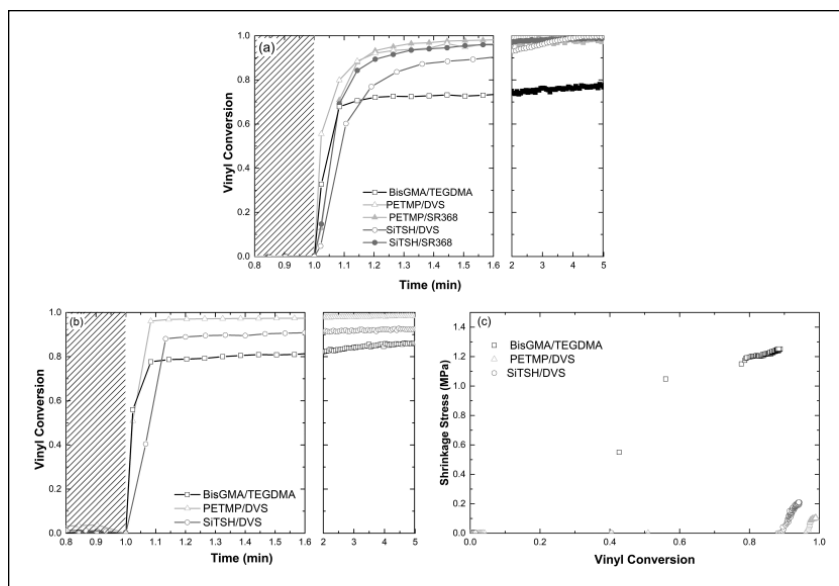 (a)
1.0
0.8
0.6
0.4
0.2
0.0
Vinyl Conversion
BisGMA/TEGDMA
PETMP/DVS
PETMP/SR368
SiTSH/DVS
SiTSH/SR368
0.8 0.9 1.0 1.1 1.2 1.3 1.4 1.5 1.6
2 3 4 5
Time (min)
(b)
1.0
0.8
0.6
0.4
0.2
0.0
Vinyl Conversion
BisGMA/TEGDMA
PETMP/DVS
SiTSH/DVS
0.8 0.9 1.0 1.1 1.2 1.3 1.4 1.5 1.6
2 3 4 5
Time (min)
(c)
1.4
1.2
1.0
0.8
0.6
0.4
0.2
0.0
Shrinkage Stress (MPa)
BisGMA/TEGDMA
PETMP/DVS
SiTSH/DVS
0.0 0.2 0.4 0.6 0.8 1.0
Vinyl Conversion